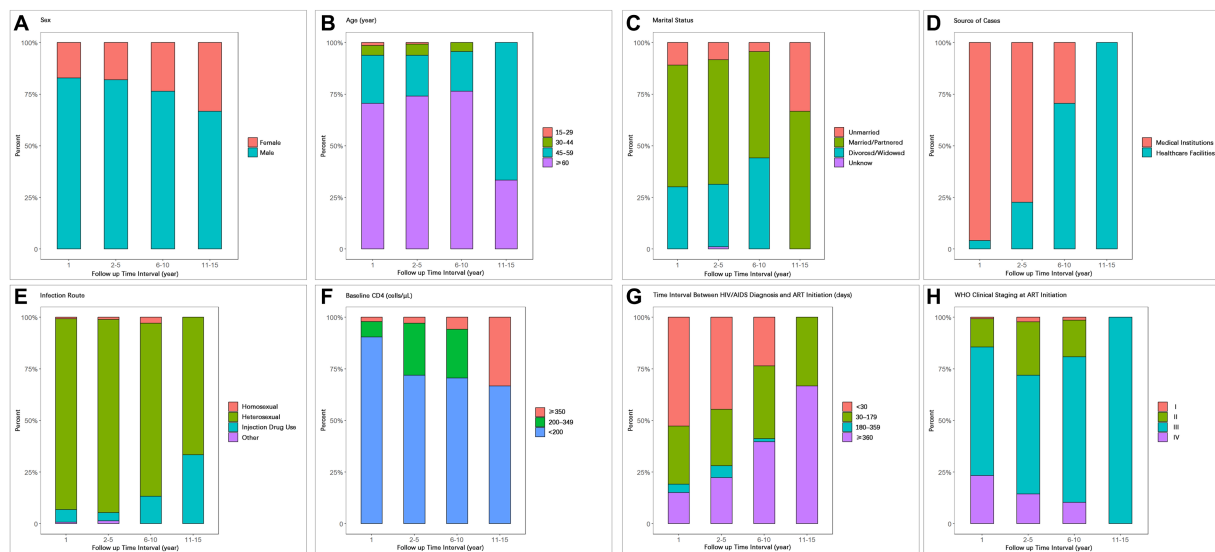 A
Sex
Percent
100%
75%
50%
25%
0
1
2-5
6-10
11-15
Follow up Time Interval (year)
Female
Male
B
Age (year)
Percent
100%
75%
50%
25%
0
1
2-5
6-10
11-15
Follow up Time Interval (year)
15-29
30-44
45-59
≥60
C
Marital Status
Percent
100%
75%
50%
25%
0
1
2-5
6-10
11-15
Follow up Time Interval (year)
Unmarried
Married/Partnered
Divorced/Widowed
Unknow
D
Source of Cases
Percent
100%
75%
50%
25%
0
1
2-5
6-10
11-15
Follow up Time Interval (year)
Medical Institutions
Healthcare Facilities
E
Infection Route
Percent
100%
75%
50%
25%
0
1
2-5
6-10
11-15
Follow up Time Interval (year)
Homosexual
Heterosexual
Injection Drug Use
Other
F
Baseline CD4 (cells/μL)
Percent
100%
75%
50%
25%
0
1
2-5
6-10
11-15
Follow up Time Interval (year)
≥350
200-349
<200
G
Time Interval Between HIV/AIDS Diagnosis and ART Initiation (days)
Percent
100%
75%
50%
25%
0
1
2-5
6-10
11-15
Follow up Time Interval (year)
<30
30-179
180-359
≥360
H
WHO Clinical Staging at ART Initiation
Percent
100%
75%
50%
25%
0
1
2-5
6-10
11-15
Follow up Time Interval (year)
I
II
III
IV